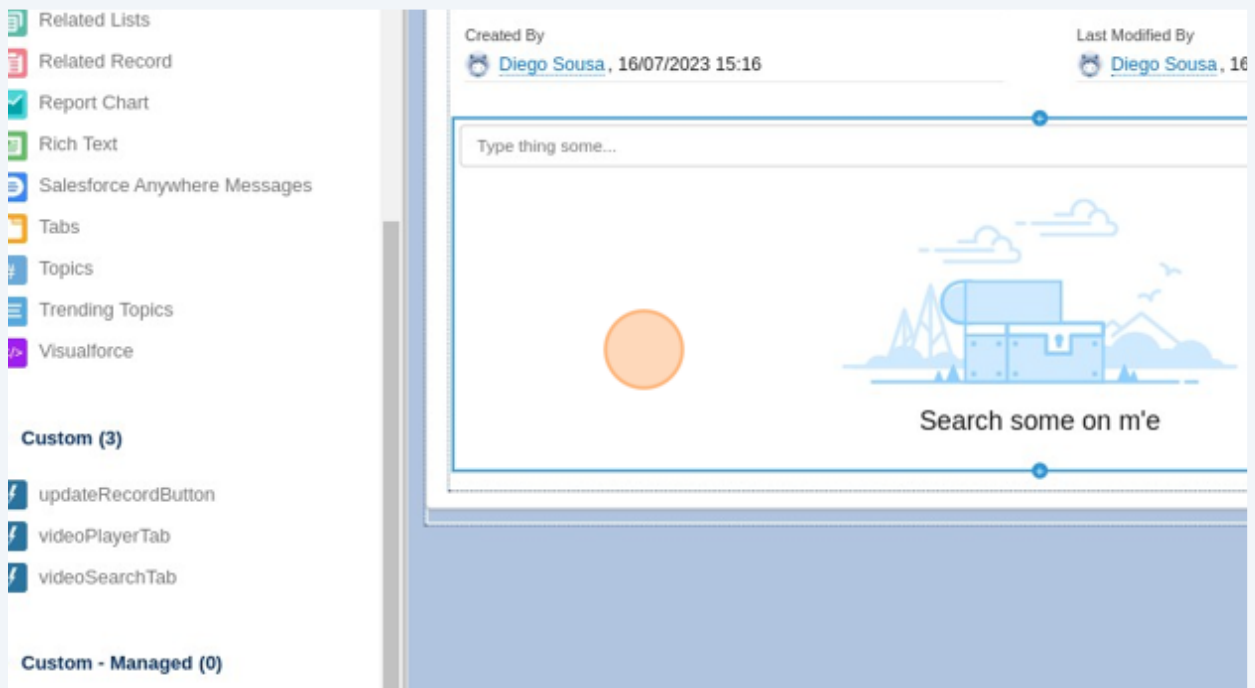 Related Lists
Related Record
Report Chart
Rich Text
Salesforce Anywhere Messages
Tabs
Topics
Trending Topics
Visualforce
Custom (3)
updateRecordButton
videoPlayerTab
videoSearchTab
Custom - Managed (0)
Created By
Diego Sousa, 16/07/2023 15:16
Last Modified By
Diego Sousa, 16
Type thing some...
Search some on m'e